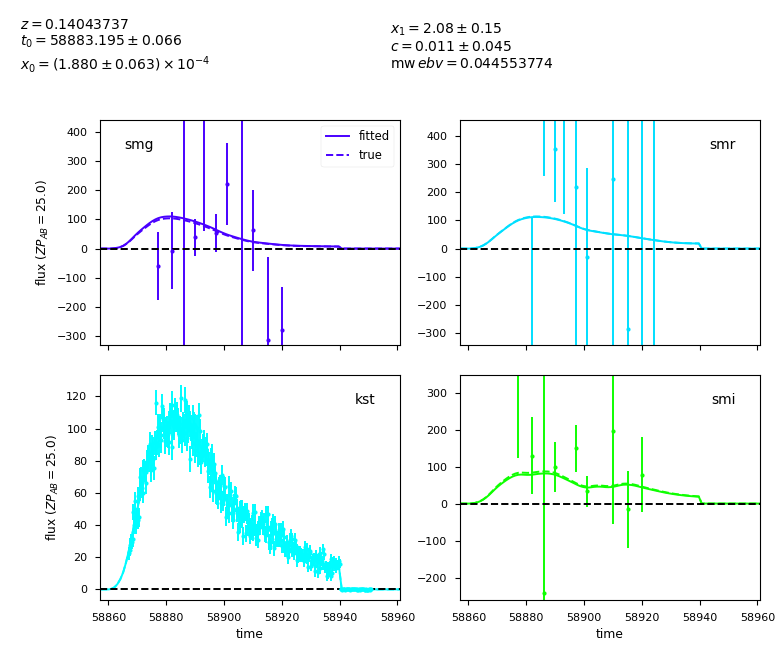 z = 0.14043737
t₀ = 58883.195 ± 0.066
x₀ = (1.880 ± 0.063) × 10⁻⁴
x₁ = 2.08 ± 0.15
c = 0.011 ± 0.045
mw ebv = 0.044553774
smg
fitted
true
400
300
200
100
0
−100
−200
−300
flux (ZP_AB = 25.0)
smr
400
300
200
100
0
−100
−200
−300
kst
120
100
80
60
40
20
0
flux (ZP_AB = 25.0)
58860 58880 58900 58920 58940 58960
time
smi
300
200
100
0
−100
−200
58860 58880 58900 58920 58940 58960
time